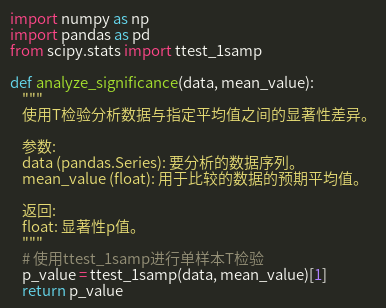 import numpy as np
import pandas as pd
from scipy.stats import ttest_1samp

def analyze_significance(data, mean_value):
    """
    使用T检验分析数据与指定平均值之间的显著性差异。

    参数:
    data (pandas.Series): 要分析的数据序列。
    mean_value (float): 用于比较的数据的预期平均值。

    返回:
    float: 显著性p值。
    """
    # 使用ttest_1samp进行单样本T检验
    p_value = ttest_1samp(data, mean_value)[1]
    return p_value